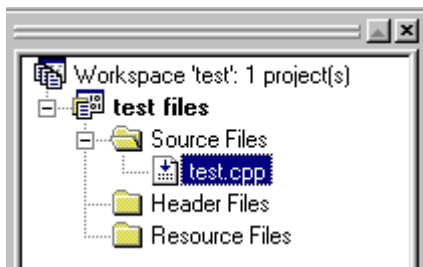 Workspace 'test': 1 project(s)
test files
Source Files
test.cpp
Header Files
Resource Files